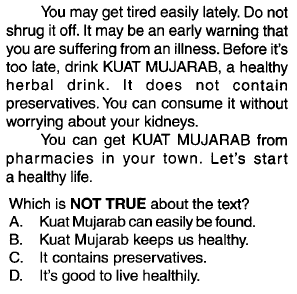 You may get tired easily lately. Do not
shrug it off. It may be an early warning that
you are suffering from an illness. Before it's
too late, drink KUAT MUJARAB, a healthy
herbal drink. It does not contain
preservatives. You can consume it without
worrying about your kidneys.
You can get KUAT MUJARAB from
pharmacies in your town. Let's start
a healthy life.
Which is NOT TRUE about the text?
A. Kuat Mujarab can easily be found.
B. Kuat Mujarab keeps us healthy.
C. It contains preservatives.
D. It's good to live healthily.